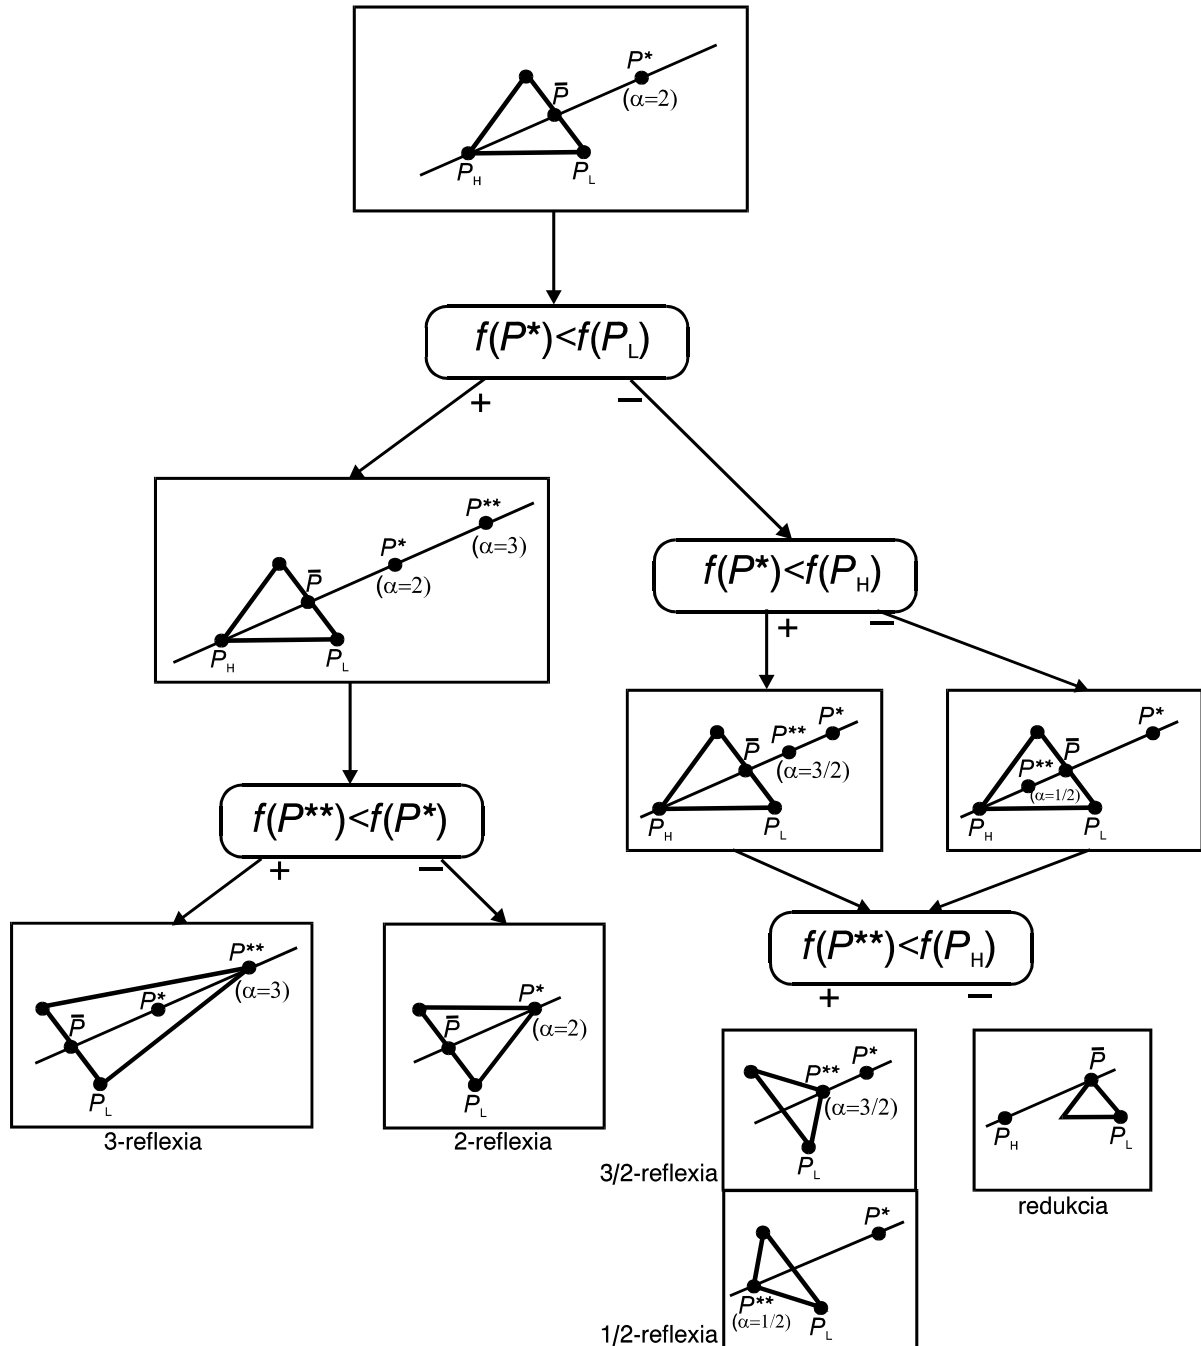 P*
P̄
(α=2)
P_H
P_L
f(P*)<f(P_L)
+
−
P**
(α=3)
P*
(α=2)
P̄
P_H
P_L
f(P*)<f(P_H)
+
−
P*
P**
P̄
(α=3/2)
P_H
P_L
P*
P̄
P**
(α=1/2)
P_H
P_L
f(P**)<f(P*)
+
−
f(P**)<f(P_H)
+
−
P**
(α=3)
P*
P̄
P_L
3-reflexia
P*
(α=2)
P̄
P_L
2-reflexia
P*
P**
(α=3/2)
P_L
3/2-reflexia
P̄
P_H
P_L
redukcia
P*
P**
(α=1/2)
P_L
1/2-reflexia